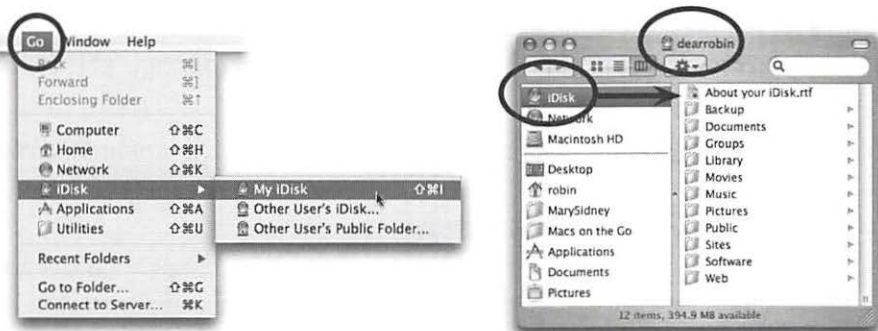 Go Window Help
Back ⌘[
Forward ⌘]
Enclosing Folder ⌘↑
Computer ⇧⌘C
Home ⇧⌘H
Network ⇧⌘K
iDisk ▶
Applications ⇧⌘A
Utilities ⇧⌘U
Recent Folders ▶
Go to Folder... ⇧⌘G
Connect to Server... ⌘K
My iDisk ⇧⌘I
Other User's iDisk...
Other User's Public Folder...
dearrobin
iDisk
Network
Macintosh HD
Desktop
robin
MarySidney
Macs on the Go
Applications
Documents
Pictures
About your iDisk.rtf
Backup
Documents
Groups
Library
Movies
Music
Pictures
Public
Sites
Software
Web
12 items, 394.9 MB available